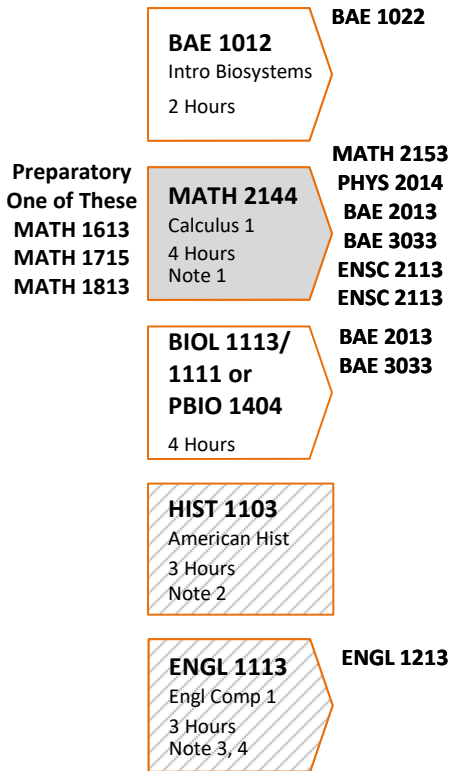 BAE 1012
Intro Biosystems
2 Hours
BAE 1022
Preparatory
One of These
MATH 1613
MATH 1715
MATH 1813
MATH 2144
Calculus 1
4 Hours
Note 1
MATH 2153
PHYS 2014
BAE 2013
BAE 3033
ENSC 2113
ENSC 2113
BIOL 1113/
1111 or
PBIO 1404
4 Hours
BAE 2013
BAE 3033
HIST 1103
American Hist
3 Hours
Note 2
ENGL 1113
Engl Comp 1
3 Hours
Note 3, 4
ENGL 1213